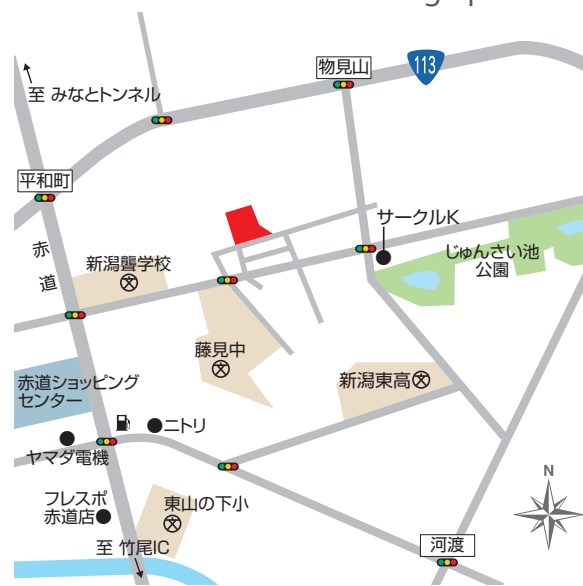 物見山
113
至 みなとトンネル
平和町
赤道
サークルK
新潟聾学校
じゅんさい池
公園
藤見中
新潟東高
赤道ショッピング
センター
ニトリ
ヤマダ電機
フレスポ
赤道店
東山の下小
至 竹尾IC
河渡
N